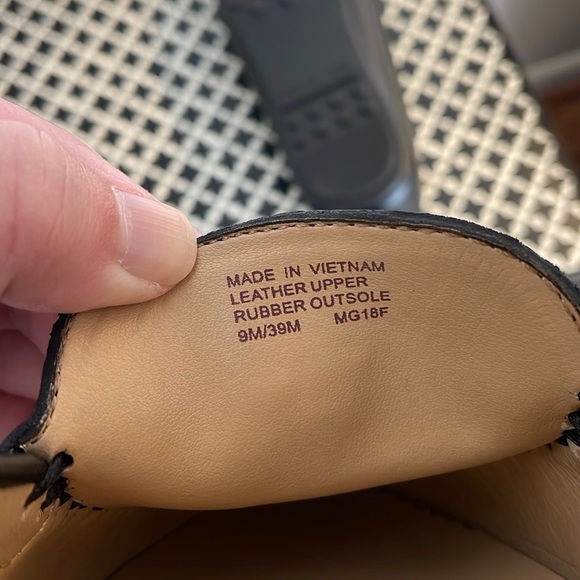 MADE IN VIETNAM
LEATHER UPPER
RUBBER OUTSOLE
9M/39M MG18F